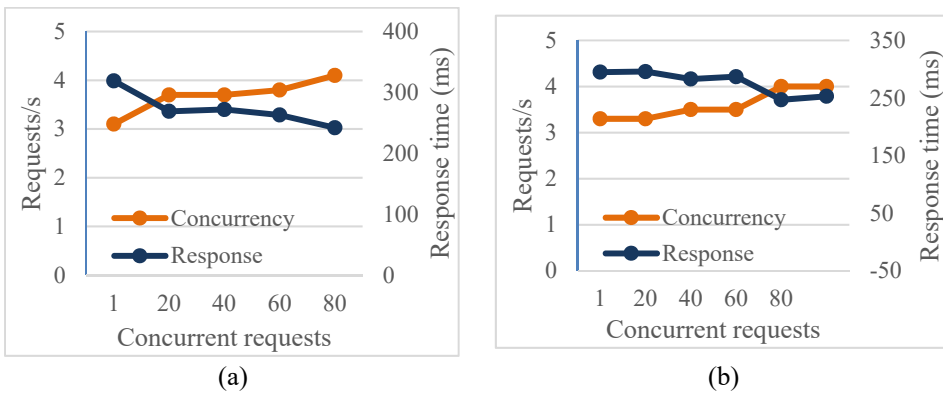 5
4
3
2
1
0
Requests/s
400
300
200
100
0
Response time (ms)
Concurrency
Response
1 20 40 60 80
Concurrent requests
(a)
5
4
3
2
1
0
Requests/s
350
250
150
50
-50
Response time (ms)
Concurrency
Response
1 20 40 60 80
Concurrent requests
(b)